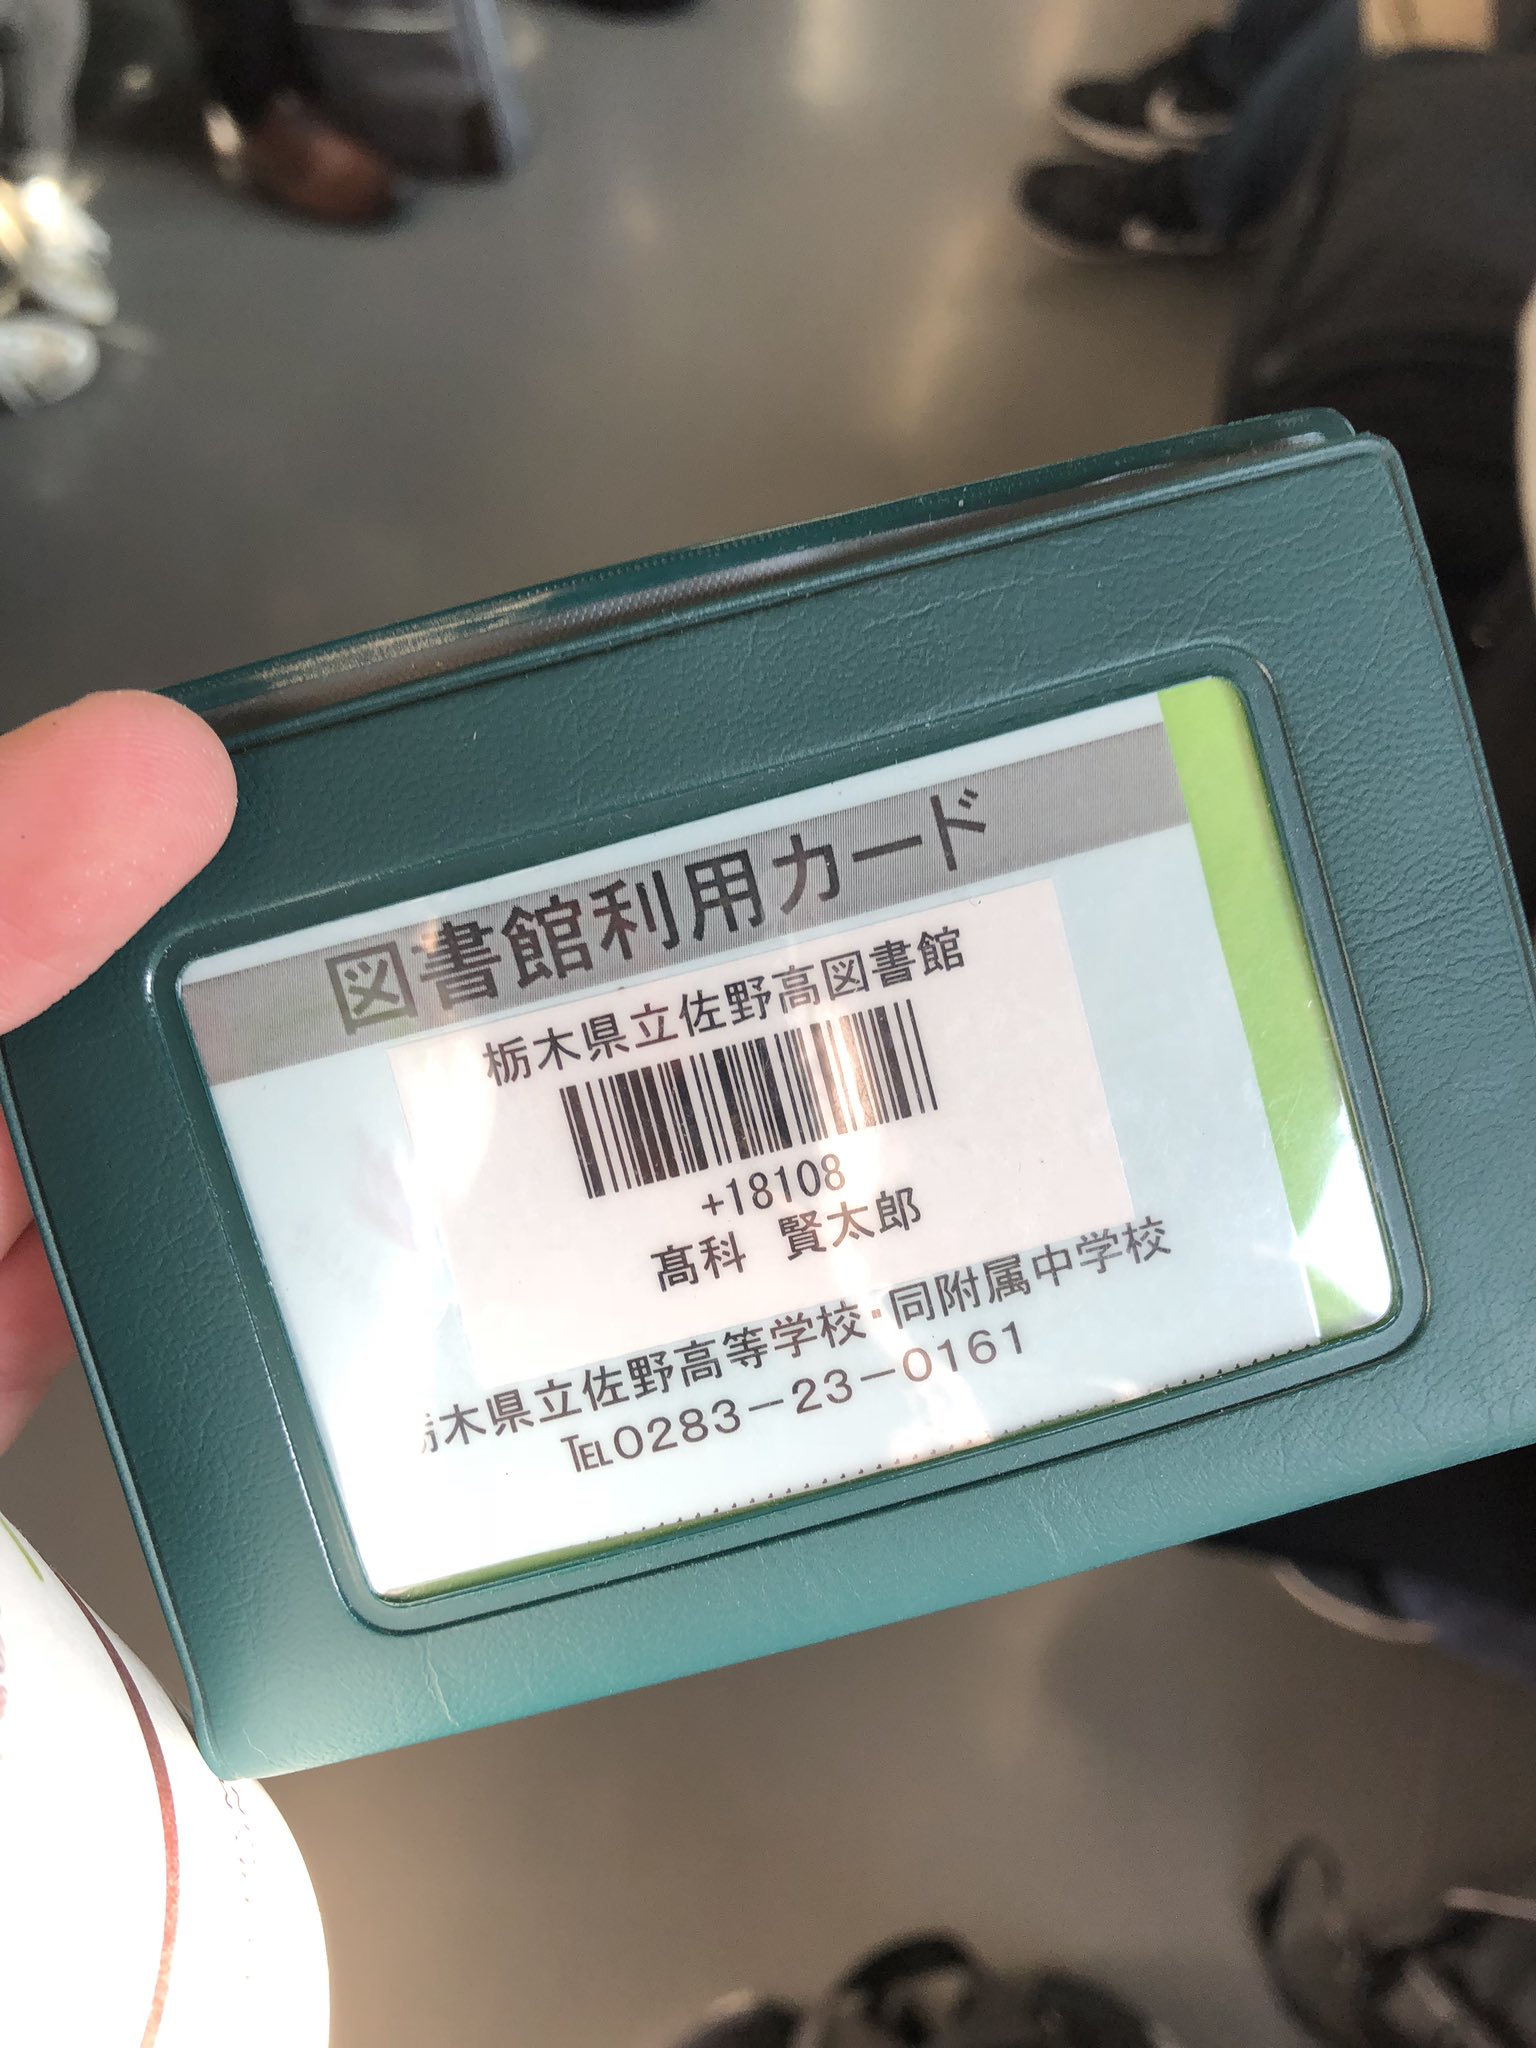 図書館利用カード
栃木県立佐野高図書館
+18108
髙科 賢太郎
栃木県立佐野高等学校・同附属中学校
℡0283−23−0161